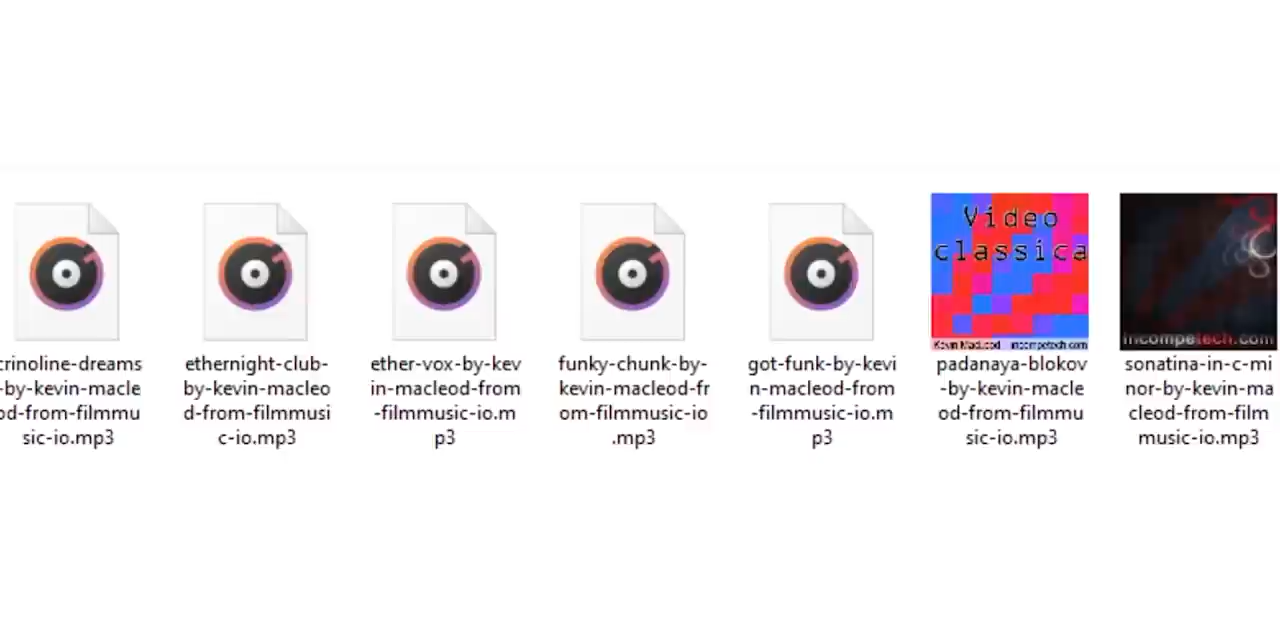 Video
classica
Kevin MacLeod incompetech.com
incompetech.com
crinoline-dreams
-by-kevin-macle
od-from-filmmu
sic-io.mp3
ethernight-club-
by-kevin-macleo
d-from-filmmusi
c-io.mp3
ether-vox-by-kev
in-macleod-from
-filmmusic-io.m
p3
funky-chunk-by-
kevin-macleod-fr
om-filmmusic-io
.mp3
got-funk-by-kevi
n-macleod-from
-filmmusic-io.m
p3
padanaya-blokov
-by-kevin-macle
od-from-filmmu
sic-io.mp3
sonatina-in-c-mi
nor-by-kevin-ma
cleod-from-film
music-io.mp3